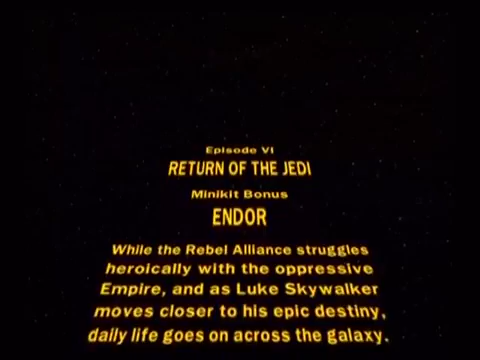 Episode VI
RETURN OF THE JEDI
Minikit Bonus
ENDOR
While the Rebel Alliance struggles
heroically with the oppressive
Empire, and as Luke Skywalker
moves closer to his epic destiny,
daily life goes on across the galaxy.